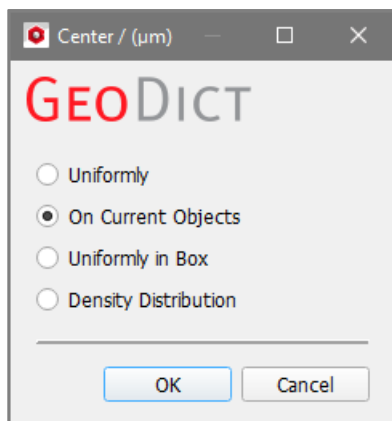 Center / (µm)
GEODICT
Uniformly
On Current Objects
Uniformly in Box
Density Distribution
OK Cancel